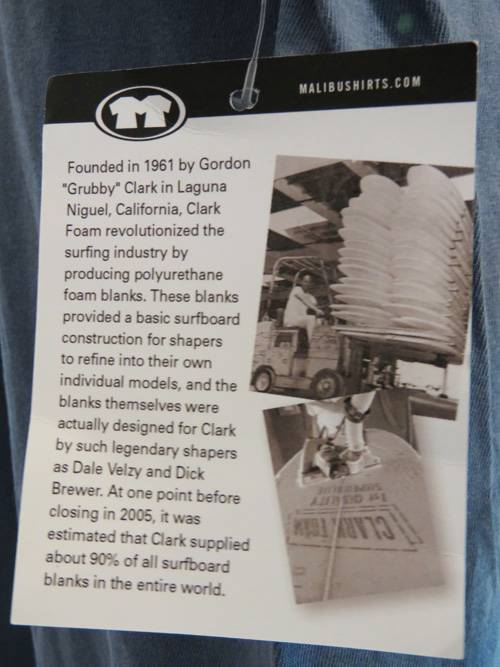 MALIBUSHIRTS.COM
M
Founded in 1961 by Gordon
"Grubby" Clark in Laguna
Niguel, California, Clark
Foam revolutionized the
surfing industry by
producing polyurethane
foam blanks. These blanks
provided a basic surfboard
construction for shapers
to refine into their own
individual models, and the
blanks themselves were
actually designed for Clark
by such legendary shapers
as Dale Velzy and Dick
Brewer. At one point before
closing in 2005, it was
estimated that Clark supplied
about 90% of all surfboard
blanks in the entire world.
CLARK FOAM
1st QUALITY
SUPERLITE